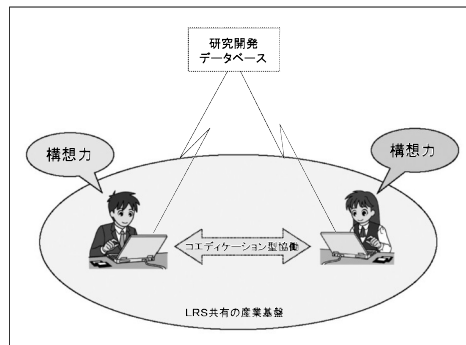 研究開発
データベース
構想力
構想力
コエディケーション型協働
LRS共有の産業基盤